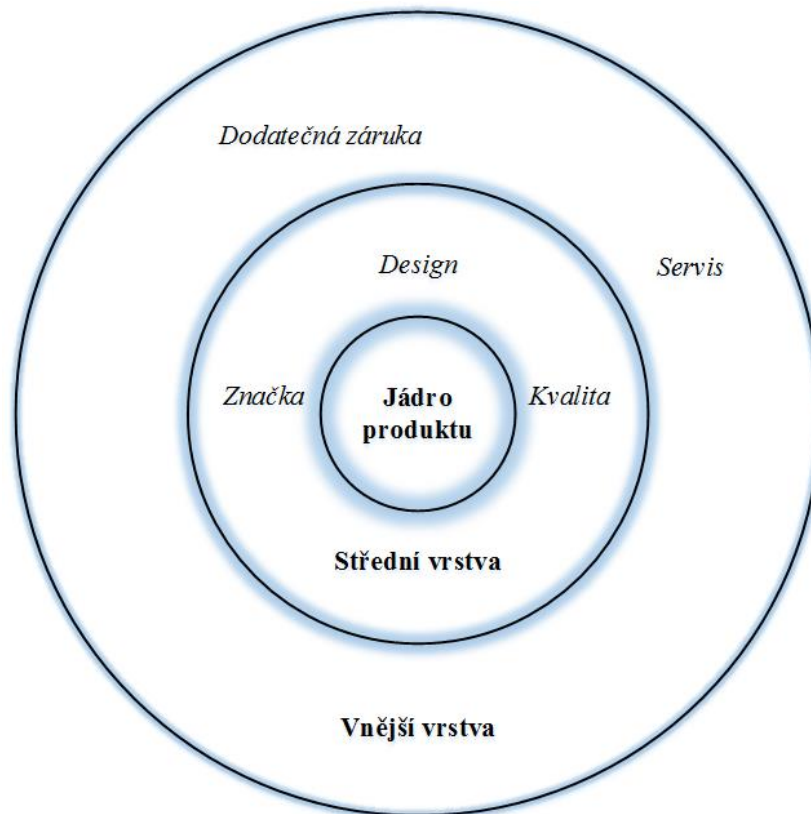 Dodatečná záruka
Design
Servis
Značka
Jádro
produktu
Kvalita
Střední vrstva
Vnější vrstva